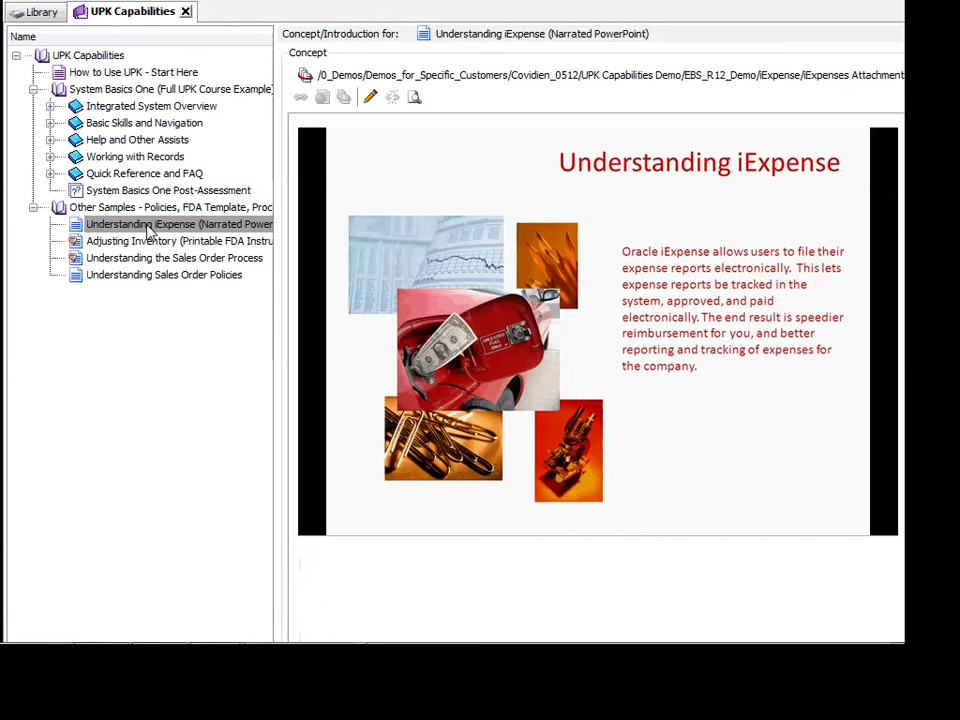 Library
UPK Capabilities
Name
UPK Capabilities
How to Use UPK - Start Here
System Basics One (Full UPK Course Example)
Integrated System Overview
Basic Skills and Navigation
Help and Other Assists
Working with Records
Quick Reference and FAQ
System Basics One Post-Assessment
Other Samples - Policies, FDA Template, Proc
Understanding iExpense (Narrated Power
Adjusting Inventory (Printable FDA Instru
Understanding the Sales Order Process
Understanding Sales Order Policies
Concept/Introduction for: Understanding iExpense (Narrated PowerPoint)
Concept
/0_Demos/Demos_for_Specific_Customers/Covidien_0512/UPK Capabilities Demo/EBS_R12_Demo/iExpense/iExpenses Attachment
Understanding iExpense
Oracle iExpense allows users to file their
expense reports electronically. This lets
expense reports be tracked in the
system, approved, and paid
electronically. The end result is speedier
reimbursement for you, and better
reporting and tracking of expenses for
the company.
UNLEADED
FUEL
ONLY